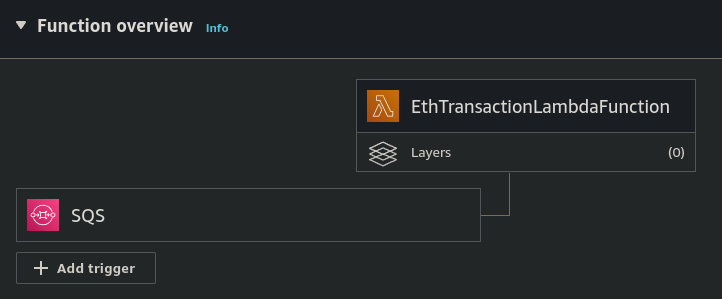 Function overview Info
EthTransactionLambdaFunction
Layers (0)
SQS
Add trigger